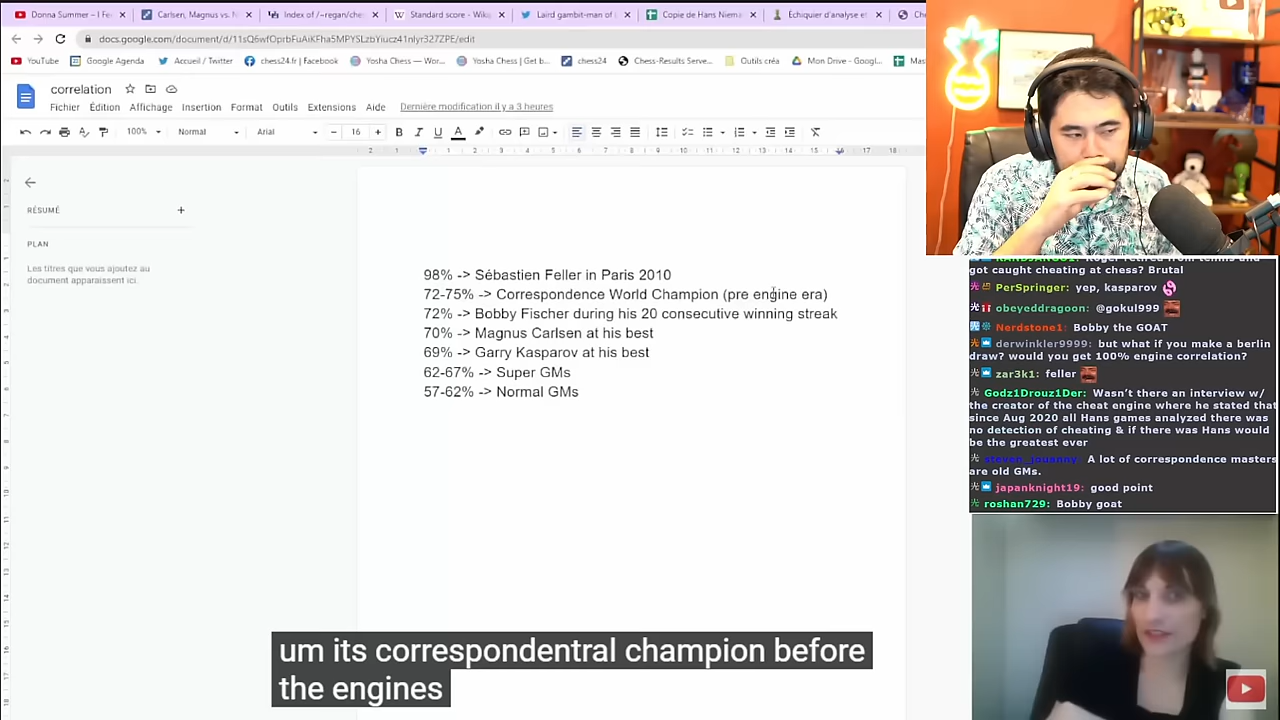 Donna Summer – I Fe
Carlsen, Magnus vs. N
Index of /~regan/ches
Standard score - Wiki
Laird gambit-man of
Copie de Hans Niema
Échiquier d'analyse et
docs.google.com/document/d/
YouTube
Google Agenda
Accueil / Twitter
chess24.fr | Facebook
Yosha Chess — Wor...
Yosha Chess | Get b...
chess24
Chess-Results Serve...
Outils créa
Mon Drive - Googl...
correlation
Fichier Édition Affichage Insertion Format Outils Extensions Aide Dernière modification il y a 3 heures
100% Normal Arial 16
RÉSUMÉ
PLAN
Les titres que vous ajoutez au
document apparaissent ici.
98% -> Sébastien Feller in Paris 2010
72-75% -> Correspondence World Champion (pre engine era)
72% -> Bobby Fischer during his 20 consecutive winning streak
70% -> Magnus Carlsen at his best
69% -> Garry Kasparov at his best
62-67% -> Super GMs
57-62% -> Normal GMs
um its correspondentral champion before
the engines
got caught cheating at chess? Brutal
PerSpringer: yep, kasparov
obeyeddragoon: @gokul999
Nerdstone1: Bobby the GOAT
derwinkler9999: but what if you make a berlin
draw? would you get 100% engine correlation?
zar3k1: feller
Godz1Drouz1Der: Wasn't there an interview w/
the creator of the cheat engine where he stated that
since Aug 2020 all Hans games analyzed there was
no detection of cheating & if there was Hans would
be the greatest ever
steven_jouanny: A lot of correspondence masters
are old GMs.
japanknight19: good point
roshan729: Bobby goat